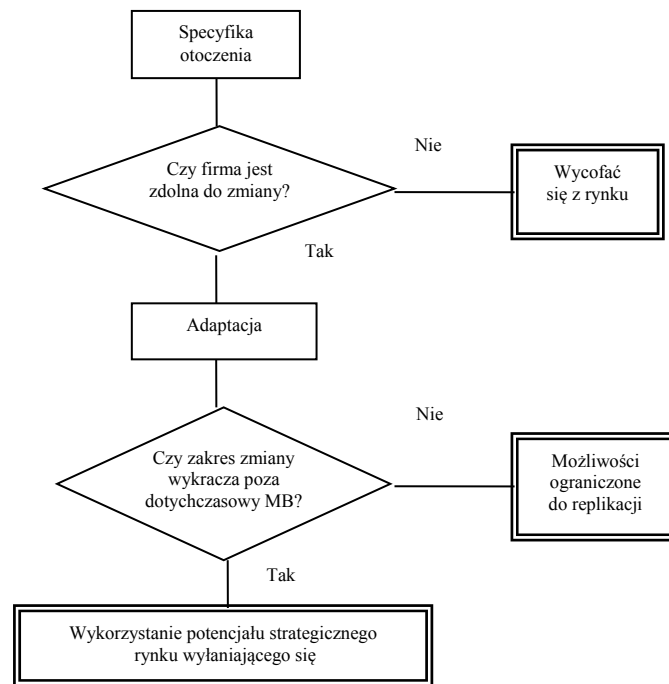 Specyfika
otoczenia
Czy firma jest
zdolna do zmiany?
Nie
Wycofać
się z rynku
Tak
Adaptacja
Czy zakres zmiany
wykracza poza
dotychczasowy MB?
Nie
Możliwości
ograniczone
do replikacji
Tak
Wykorzystanie potencjału strategicznego
rynku wyłaniającego się